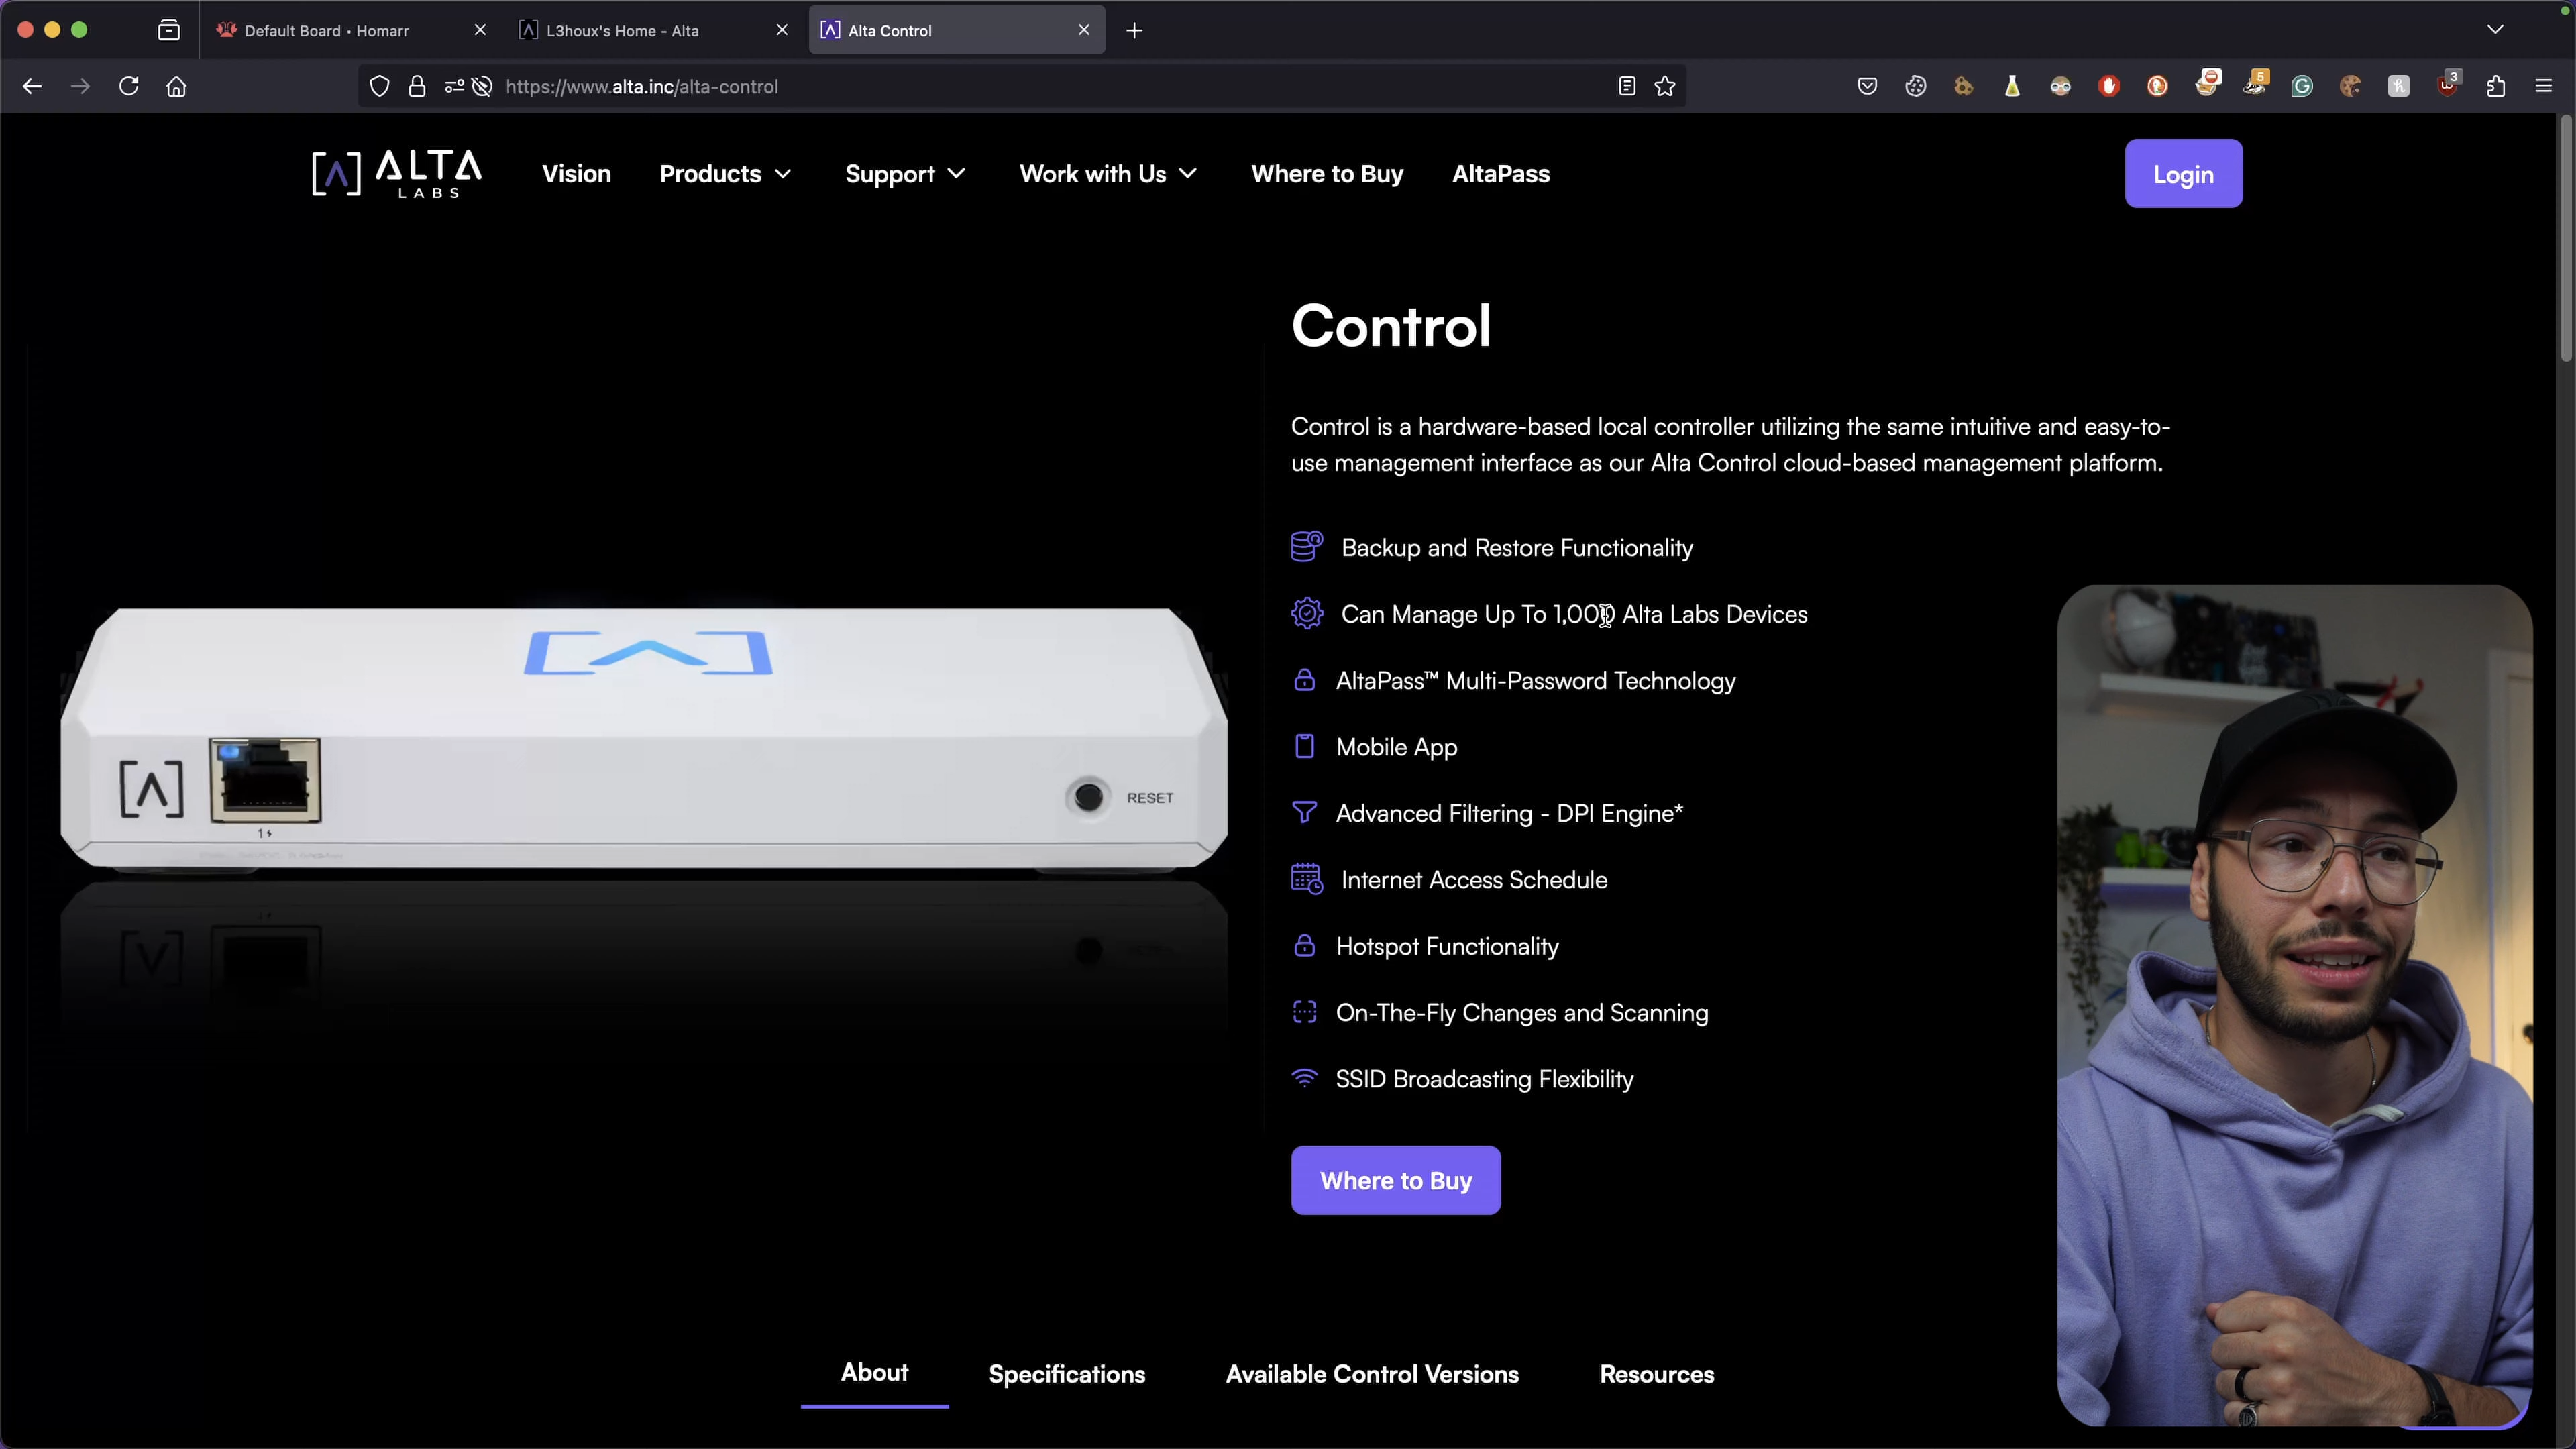 Default Board • Homarr
L3houx's Home - Alta
Alta Control
https://www.alta.inc/alta-control
5
3
ALTA
LABS
Vision
Products
Support
Work with Us
Where to Buy
AltaPass
Login
Control
Control is a hardware-based local controller utilizing the same intuitive and easy-to-
use management interface as our Alta Control cloud-based management platform.
Backup and Restore Functionality
Can Manage Up To 1,000 Alta Labs Devices
AltaPass™ Multi-Password Technology
Mobile App
Advanced Filtering - DPI Engine*
Internet Access Schedule
Hotspot Functionality
On-The-Fly Changes and Scanning
SSID Broadcasting Flexibility
Where to Buy
1
RESET
About
Specifications
Available Control Versions
Resources